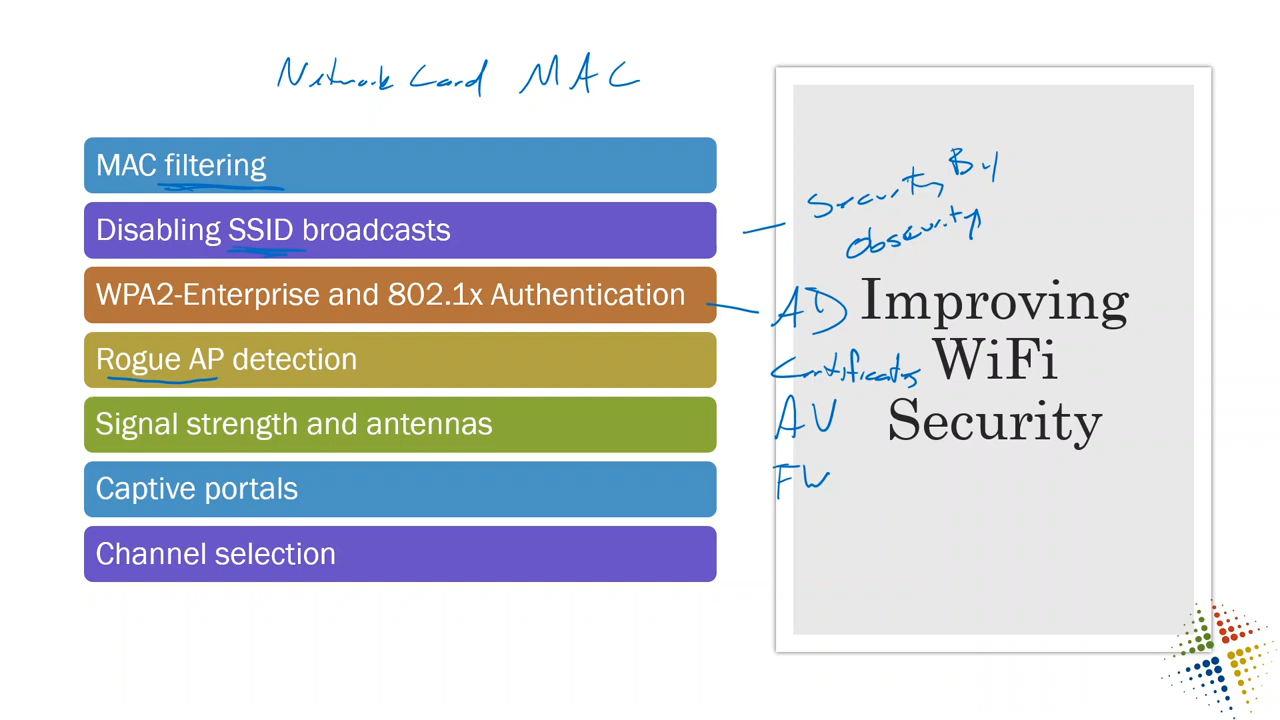 Network Card MAC
MAC filtering
Disabling SSID broadcasts
WPA2-Enterprise and 802.1x Authentication
Rogue AP detection
Signal strength and antennas
Captive portals
Channel selection
Security By
Obscurity
AD
Certificates
AV
FW
Improving
WiFi
Security